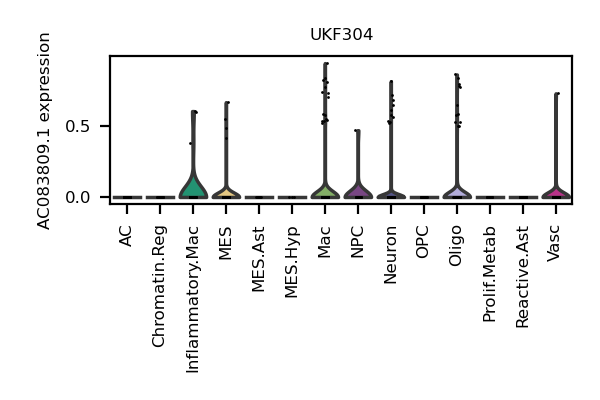 UKF304
AC083809.1 expression
0.5
0.0
AC
Chromatin.Reg
Inflammatory.Mac
MES
MES.Ast
MES.Hyp
Mac
NPC
Neuron
OPC
Oligo
Prolif.Metab
Reactive.Ast
Vasc